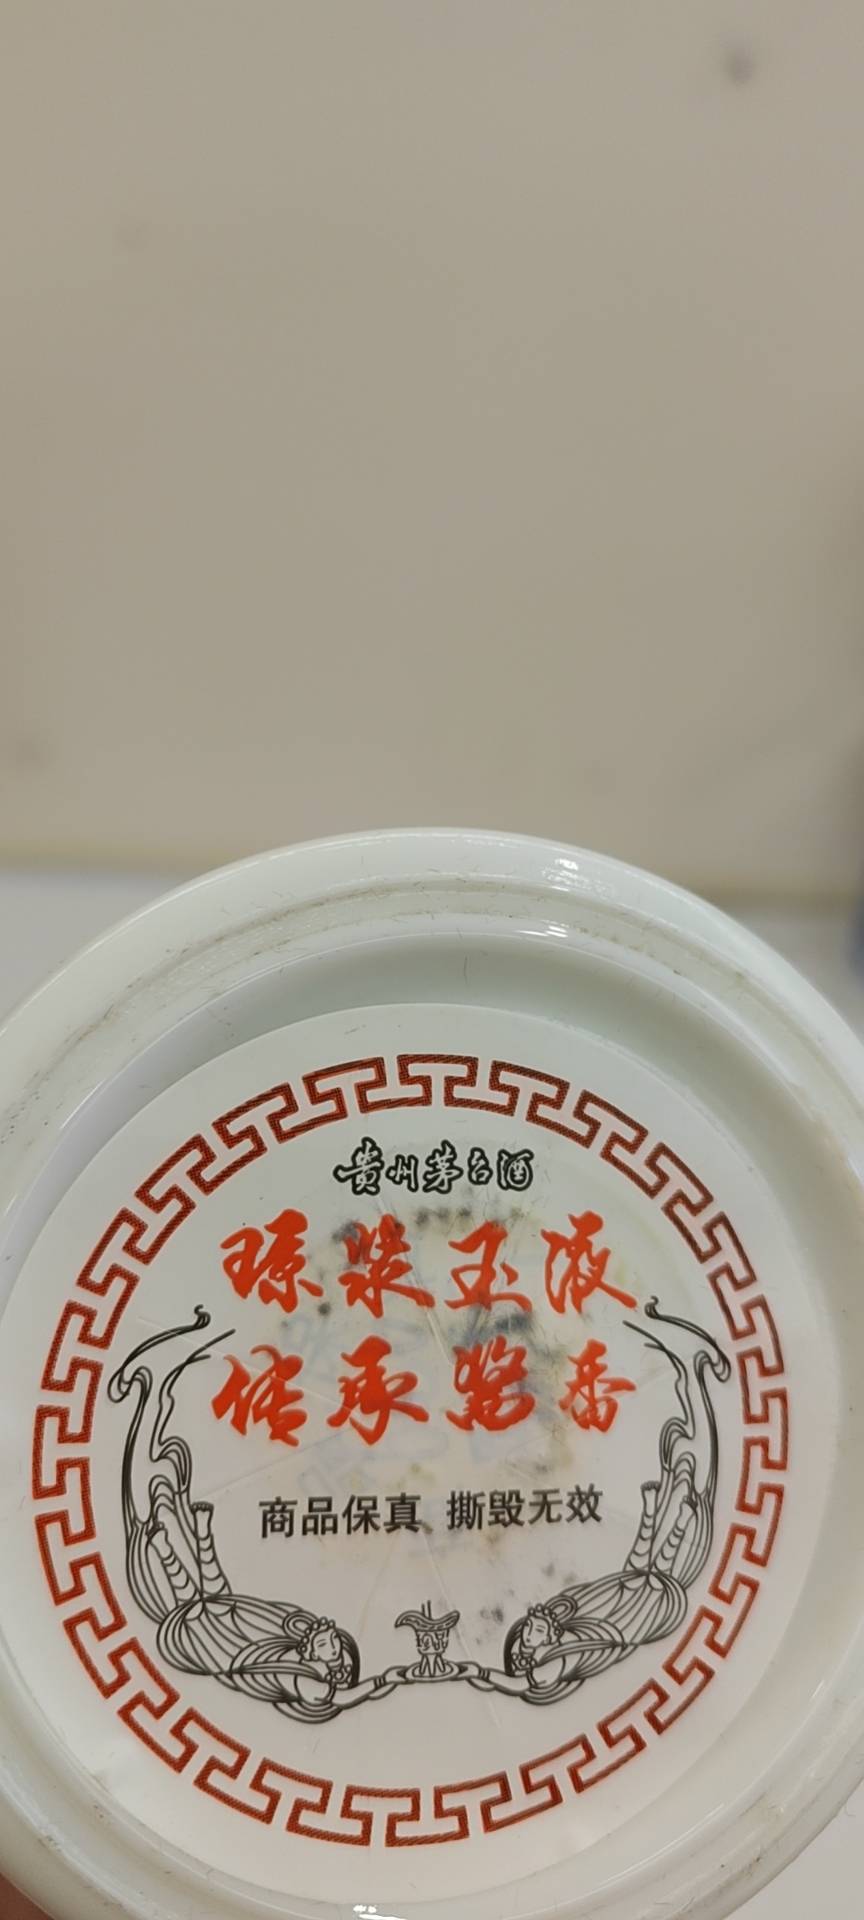 贵州茅台酒
琼浆玉液
传承酱香
商品保真 撕毁无效